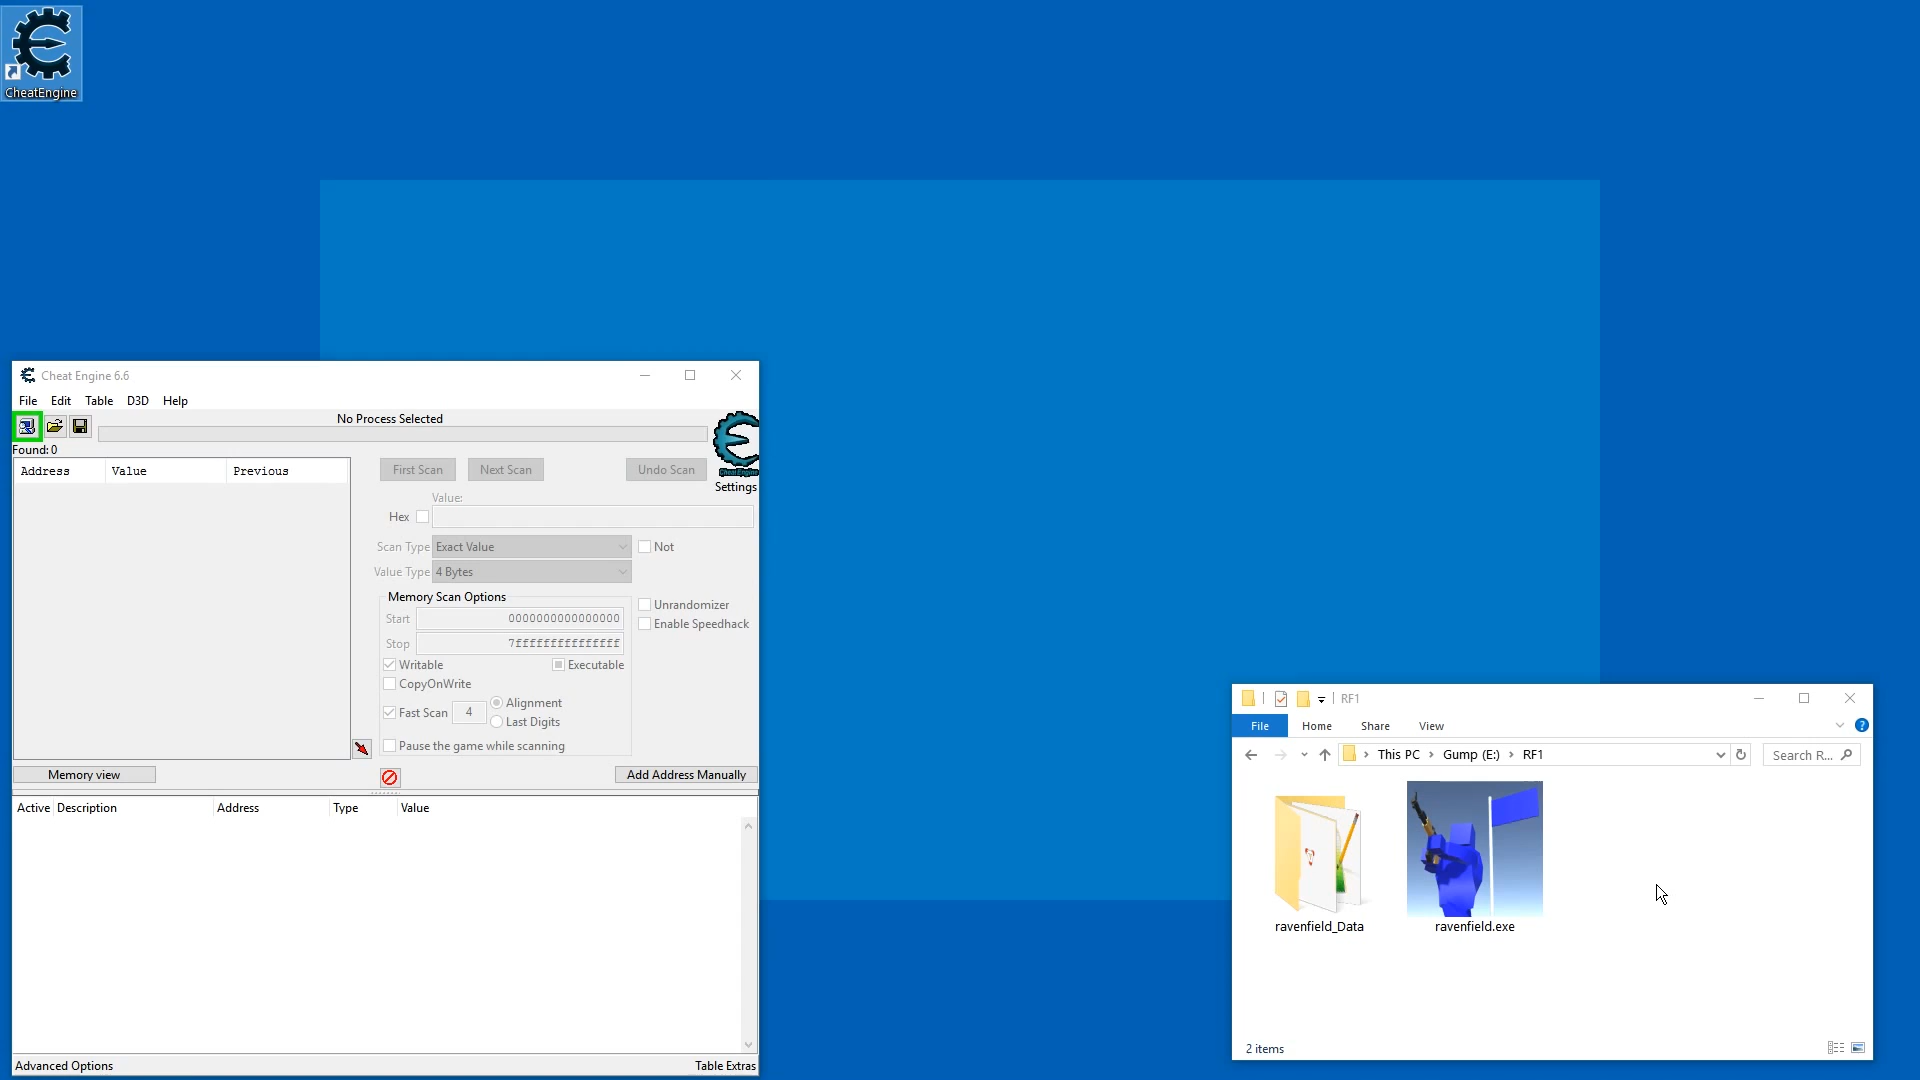 CheatEngine
Cheat Engine 6.6
File Edit Table D3D Help
No Process Selected
Found: 0
Address Value Previous
First Scan Next Scan Undo Scan
Cheat Engine
Settings
Value:
Hex
Scan Type Exact Value Not
Value Type 4 Bytes
Memory Scan Options
Start 0000000000000000
Unrandomizer
Enable Speedhack
Stop 7fffffffffffffff
Writable Executable
CopyOnWrite
Fast Scan 4 Alignment
Last Digits
Pause the game while scanning
Memory view Add Address Manually
Active Description Address Type Value
Advanced Options Table Extras
RF1
File Home Share View
This PC Gump (E:) RF1 Search R...
ravenfield_Data ravenfield.exe
2 items